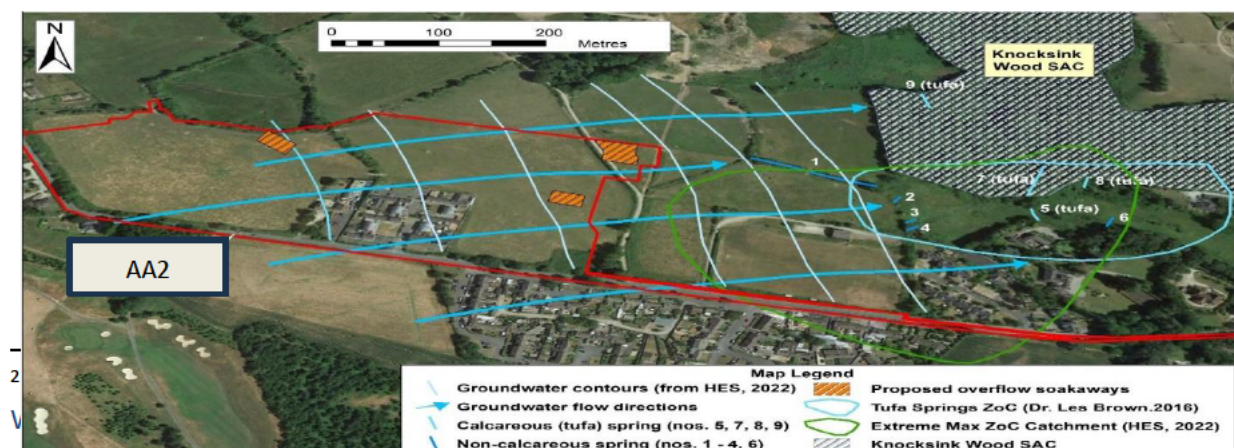 N
0 100 200
Metres
Knocksink
Wood SAC
9 (tufa)
1
7 (tufa)
8 (tufa)
2
3
4
5 (tufa)
6
AA2
2
Map Legend
Groundwater contours (from HES, 2022)
Groundwater flow directions
Calcareous (tufa) spring (nos. 5, 7, 8, 9)
Non-calcareous spring (nos. 1 - 4, 6)
Proposed overflow soakaways
Tufa Springs ZoC (Dr. Les Brown.2016)
Extreme Max ZoC Catchment (HES, 2022)
Knocksink Wood SAC